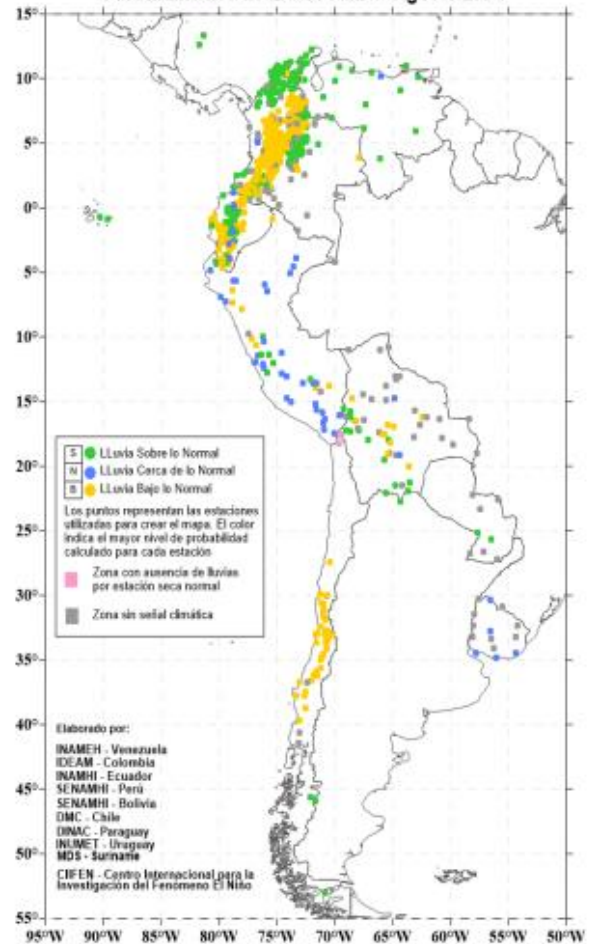 15°
10°
5°
0°
5°
10°
15°
20°
25°
30°
35°
40°
45°
50°
55°
S LLuvia Sobre lo Normal
N LLuvia Cerca de lo Normal
B LLuvia Bajo lo Normal
Los puntos representan las estaciones
utilizadas para crear el mapa. El color
indica el mayor nivel de probabilidad
calculado para cada estación
Zona con ausencia de lluvias
por estación seca normal
Zona sin señal climática
Elaborado por:
INAMEH - Venezuela
IDEAM - Colombia
INAMHI - Ecuador
SENAMHI - Perú
SENAMHI - Bolivia
DMC - Chile
DINAC - Paraguay
INUMET - Uruguay
MDS - Suriname
CIIFEN - Centro Internacional para la
Investigación del Fenómeno El Niño
95°W 90°W 85°W 80°W 75°W 70°W 65°W 60°W 55°W 50°W